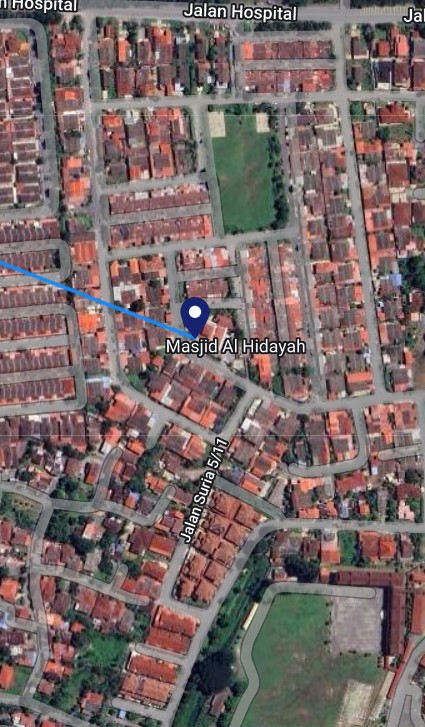 n Hospital
Jalan Hospital
Jal
Masjid Al Hidayah
Jalan Suria 5/11